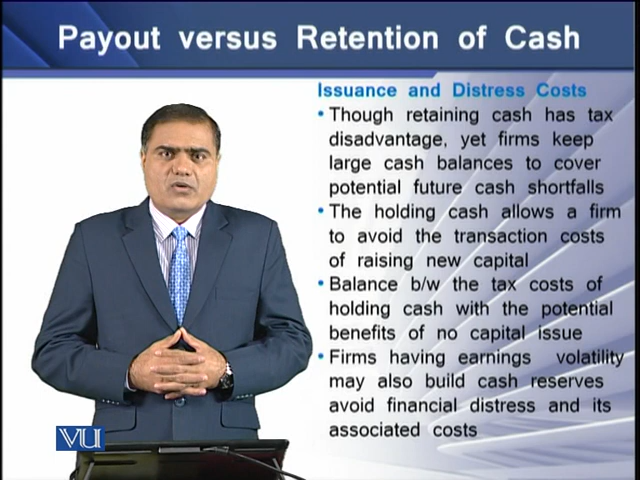 Payout versus Retention of Cash
Issuance and Distress Costs
• Though retaining cash has tax
disadvantage, yet firms keep
large cash balances to cover
potential future cash shortfalls
• The holding cash allows a firm
to avoid the transaction costs
of raising new capital
• Balance b/w the tax costs of
holding cash with the potential
benefits of no capital issue
• Firms having earnings volatility
may also build cash reserves
avoid financial distress and its
associated costs
VU